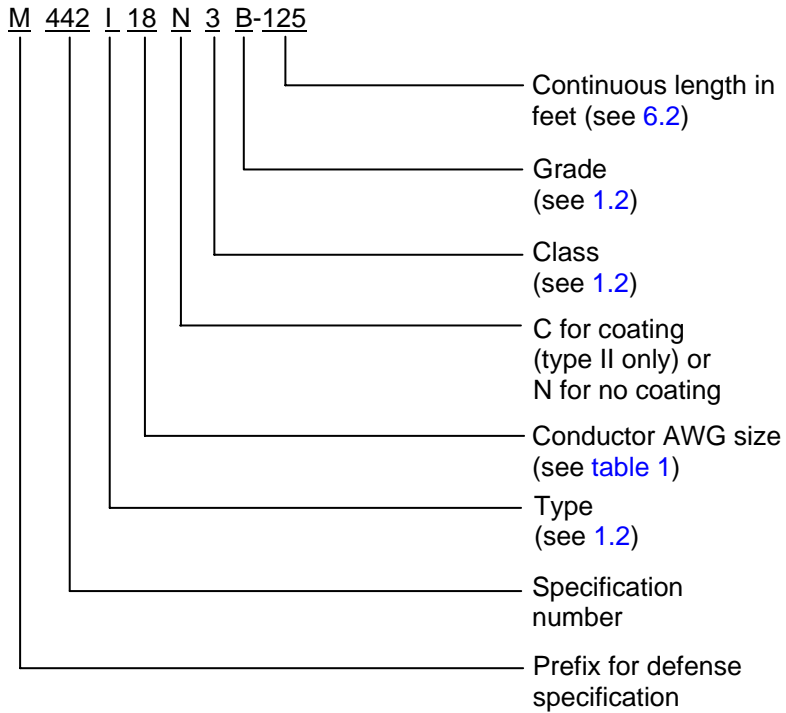 M 442 I 18 N 3 B-125
Continuous length in
feet (see 6.2)
Grade
(see 1.2)
Class
(see 1.2)
C for coating
(type II only) or
N for no coating
Conductor AWG size
(see table 1)
Type
(see 1.2)
Specification
number
Prefix for defense
specification